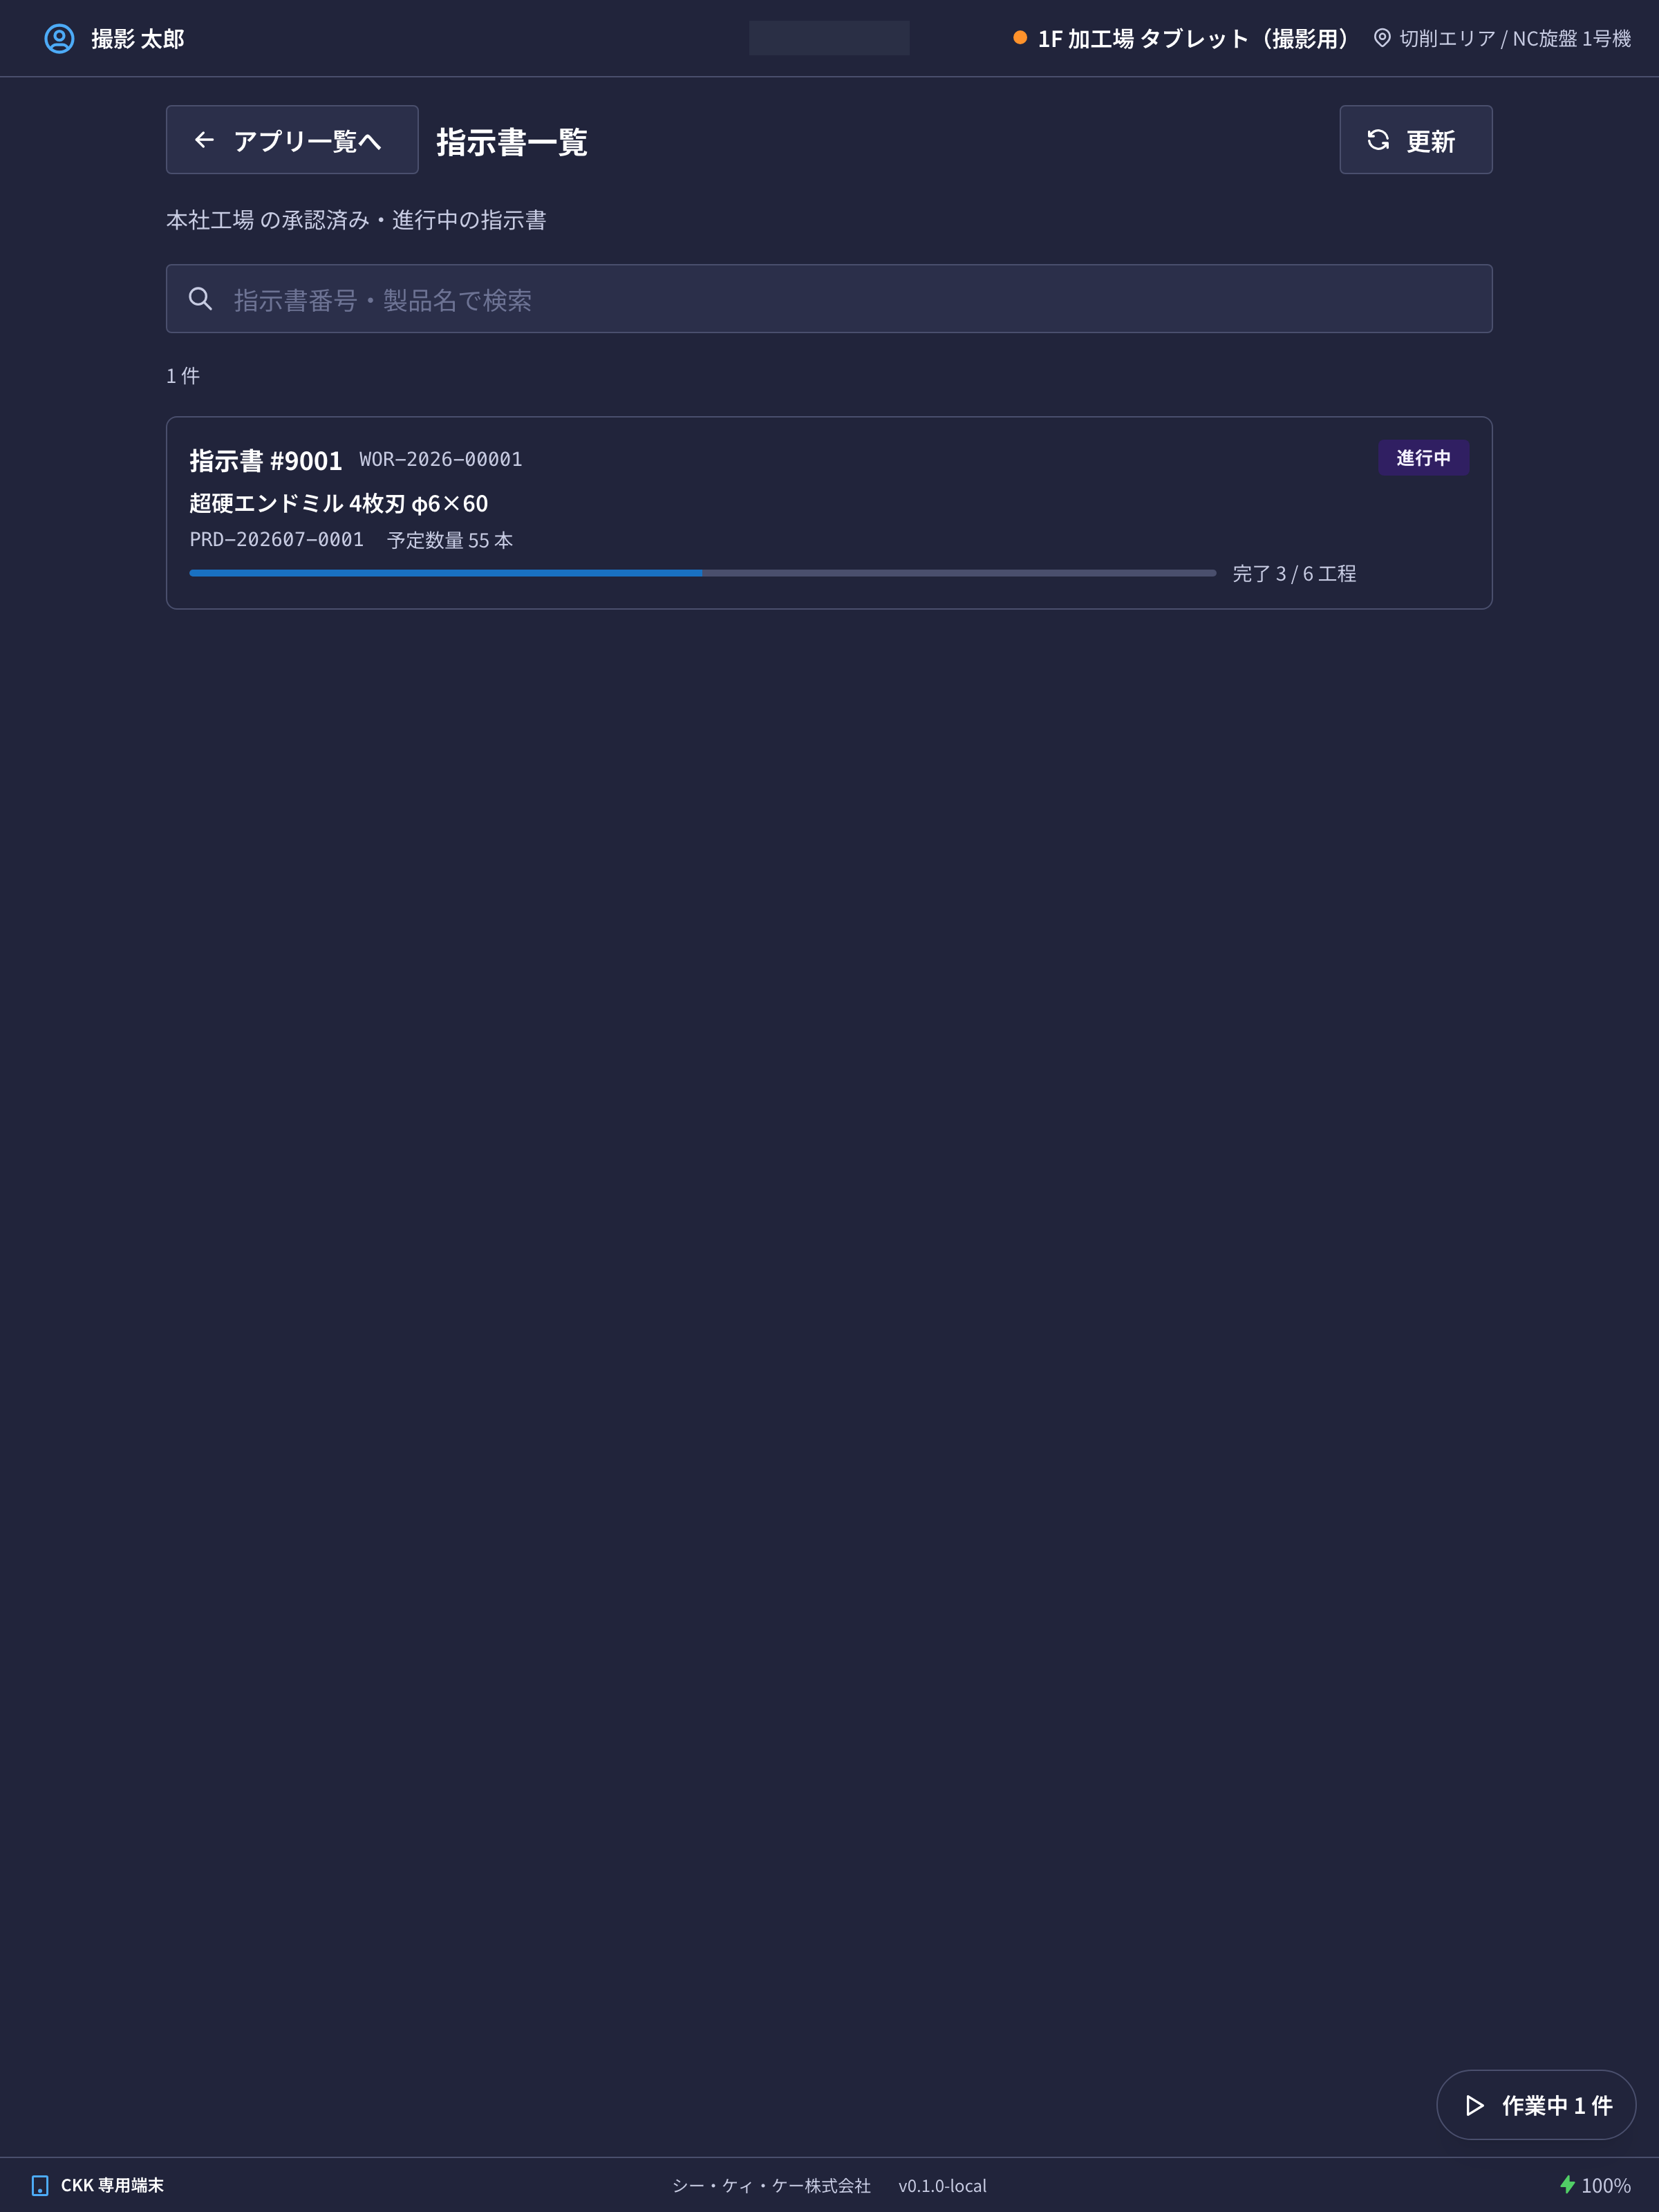 撮影 太郎
1F 加工場 タブレット（撮影用） 切削エリア / NC旋盤 1号機
アプリ一覧へ 指示書一覧 更新
本社工場 の承認済み・進行中の指示書
指示書番号・製品名で検索
1 件
指示書 #9001 WOR-2026-00001 進行中
超硬エンドミル 4枚刃 φ6×60
PRD-202607-0001 予定数量 55 本
完了 3 / 6 工程
作業中 1 件
CKK 専用端末 シー・ケィ・ケー株式会社 v0.1.0-local 100%